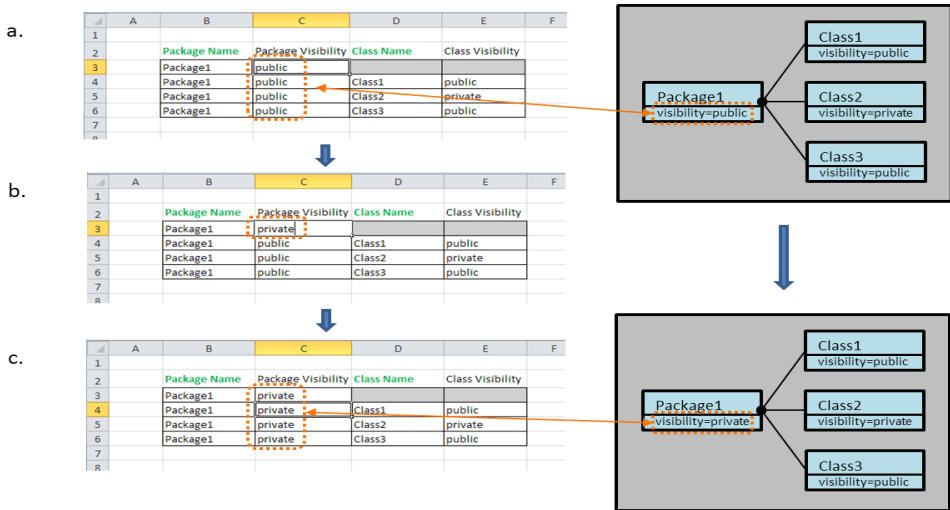 a.
A B C D E F
1
2 Package Name Package Visibility Class Name Class Visibility
3 Package1 public
4 Package1 public Class1 public
5 Package1 public Class2 private
6 Package1 public Class3 public
7
Class1
visibility=public
Package1
visibility=public
Class2
visibility=private
Class3
visibility=public
b.
A B C D E F
1
2 Package Name Package Visibility Class Name Class Visibility
3 Package1 private
4 Package1 public Class1 public
5 Package1 public Class2 private
6 Package1 public Class3 public
7
8
c.
A B C D E F
1
2 Package Name Package Visibility Class Name Class Visibility
3 Package1 private
4 Package1 private Class1 public
5 Package1 private Class2 private
6 Package1 private Class3 public
7
8
Class1
visibility=public
Package1
visibility=private
Class2
visibility=private
Class3
visibility=public